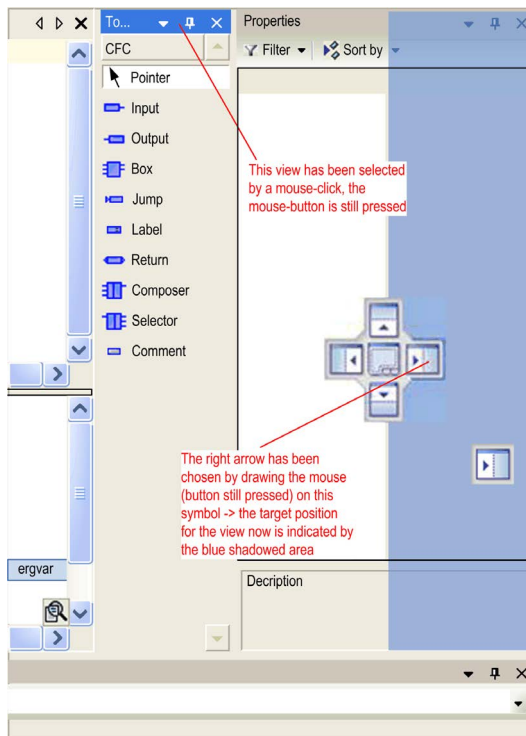 To...
CFC
Pointer
Input
Output
Box
Jump
Label
Return
Composer
Selector
Comment
Properties
Filter
Sort by
This view has been selected
by a mouse-click, the
mouse-button is still pressed
The right arrow has been
chosen by drawing the mouse
(button still pressed) on this
symbol -> the target position
for the view now is indicated by
the blue shadowed area
Decription
ergvar